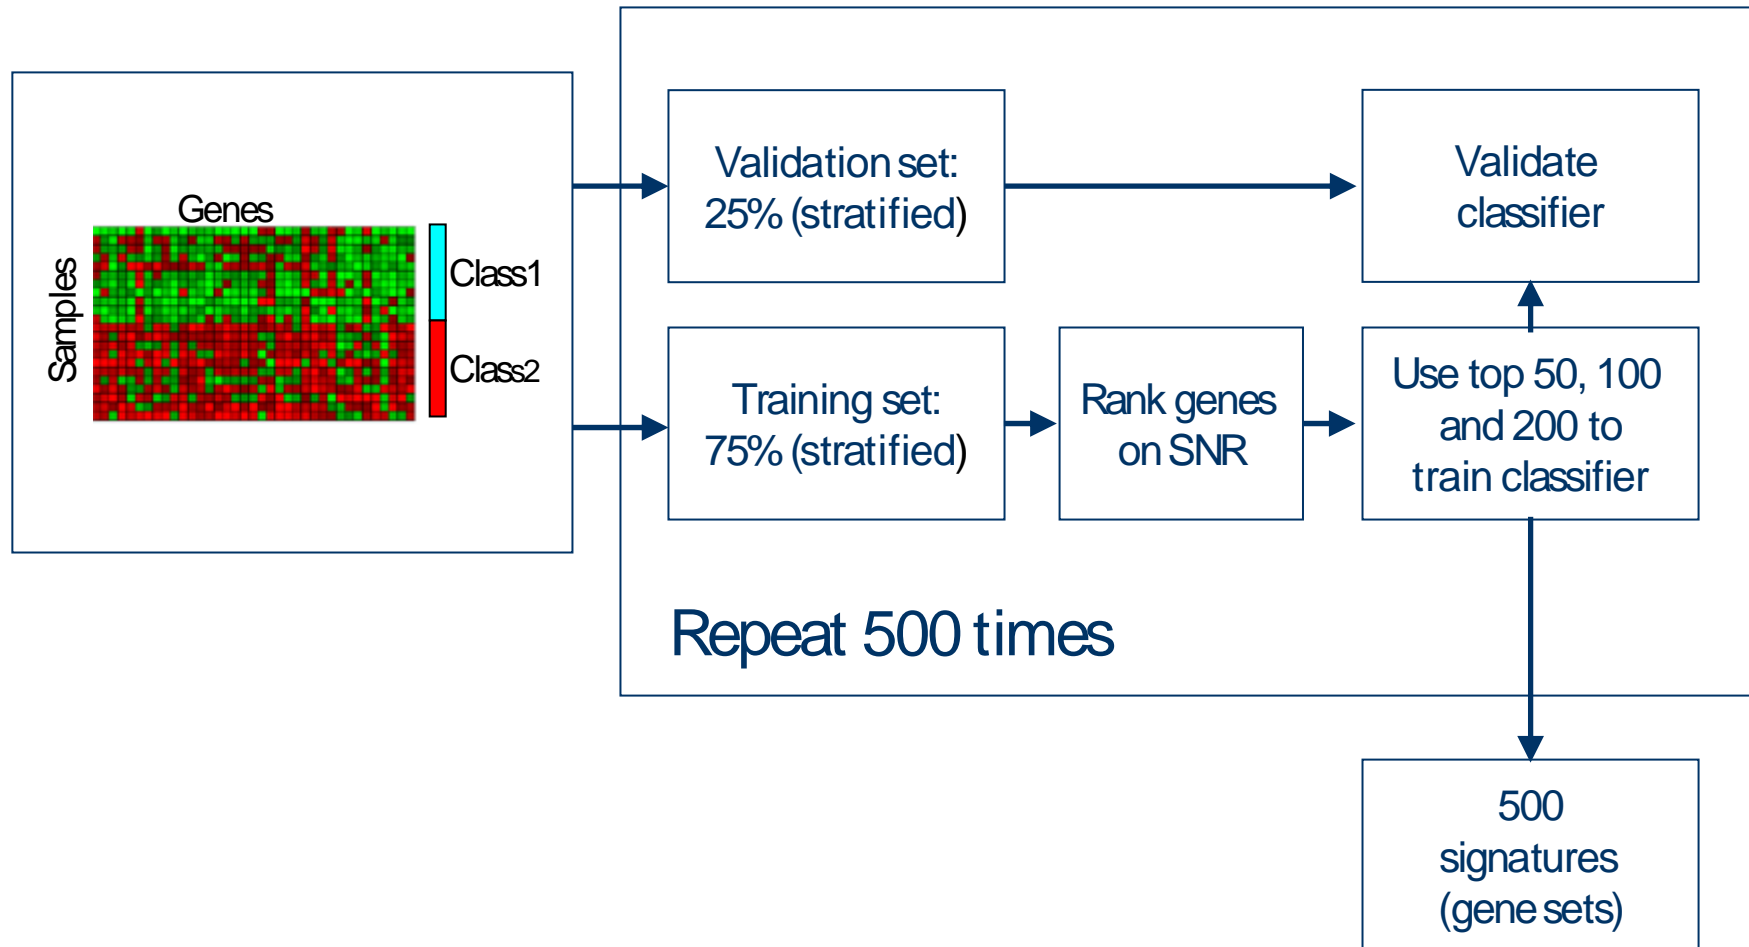 Genes
Samples
Class1
Class2
Validation set:
25% (stratified)
Validate
classifier
Training set:
75% (stratified)
Rank genes
on SNR
Use top 50, 100
and 200 to
train classifier
Repeat 500 times
500
signatures
(gene sets)